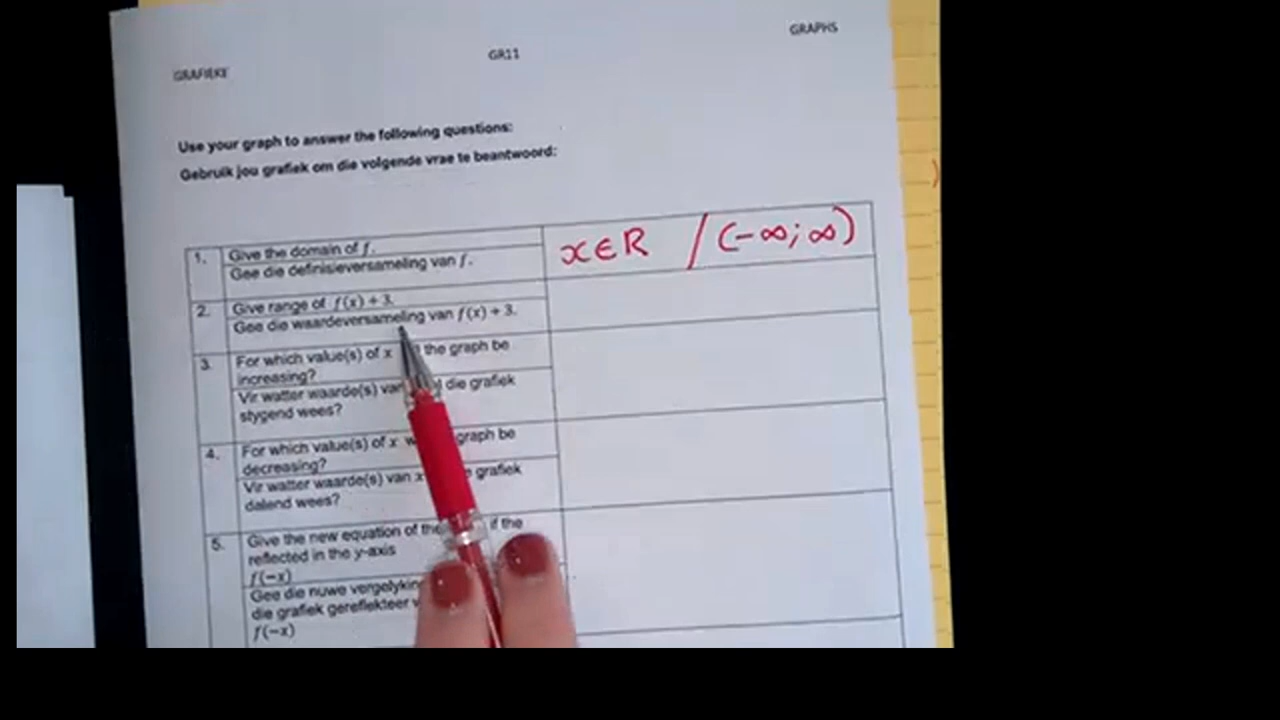 GRAPHS
GR11
GRAFIEKE
Use your graph to answer the following questions:
Gebruik jou grafiek om die volgende vrae te beantwoord:
1. Give the domain of f.
Gee die definisieversameling van f.
x∈R / (-∞; ∞)
2. Give range of f(x) + 3.
Gee die waardeversameling van f(x) + 3.
3. For which value(s) of x the graph be
increasing?
Vir watter waarde(s) van die grafiek
stygend wees?
4. For which value(s) of x graph be
decreasing?
Vir watter waarde(s) van x grafiek
dalend wees?
5. Give the new equation of the if the
reflected in the y-axis
f(−x)
Gee die nuwe
die grafiek gereflekteer
f(−x)